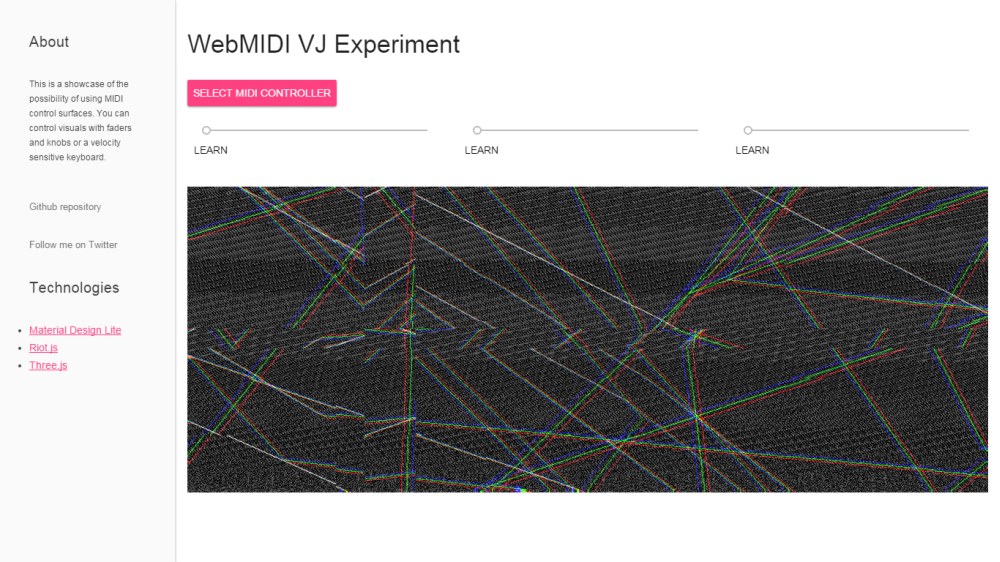 About
This is a showcase of the
possibility of using MIDI
control surfaces. You can
control visuals with faders
and knobs or a velocity
sensitive keyboard.
Github repository
Follow me on Twitter
Technologies
Material Design Lite
Riot.js
Three.js
WebMIDI VJ Experiment
SELECT MIDI CONTROLLER
LEARN
LEARN
LEARN